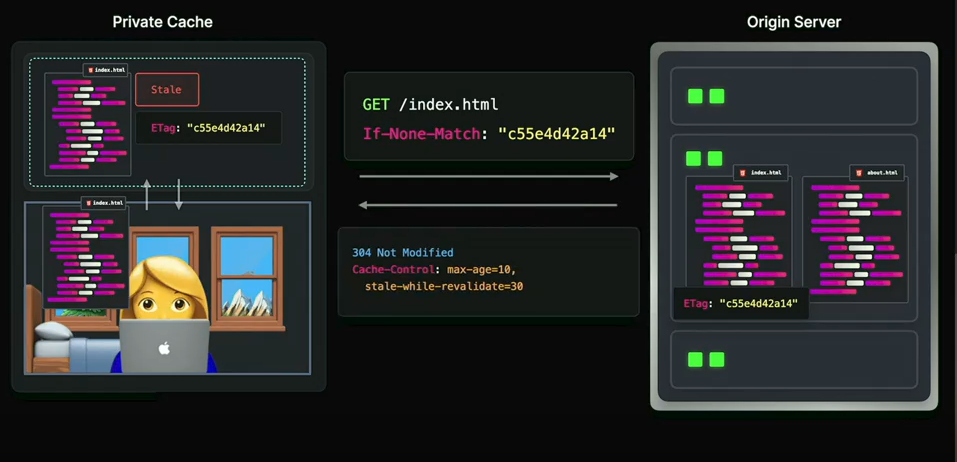 Private Cache
Origin Server
index.html
Stale
ETag: "c55e4d42a14"
index.html
GET /index.html
If-None-Match: "c55e4d42a14"
304 Not Modified
Cache-Control: max-age=10,
stale-while-revalidate=30
index.html
about.html
ETag: "c55e4d42a14"